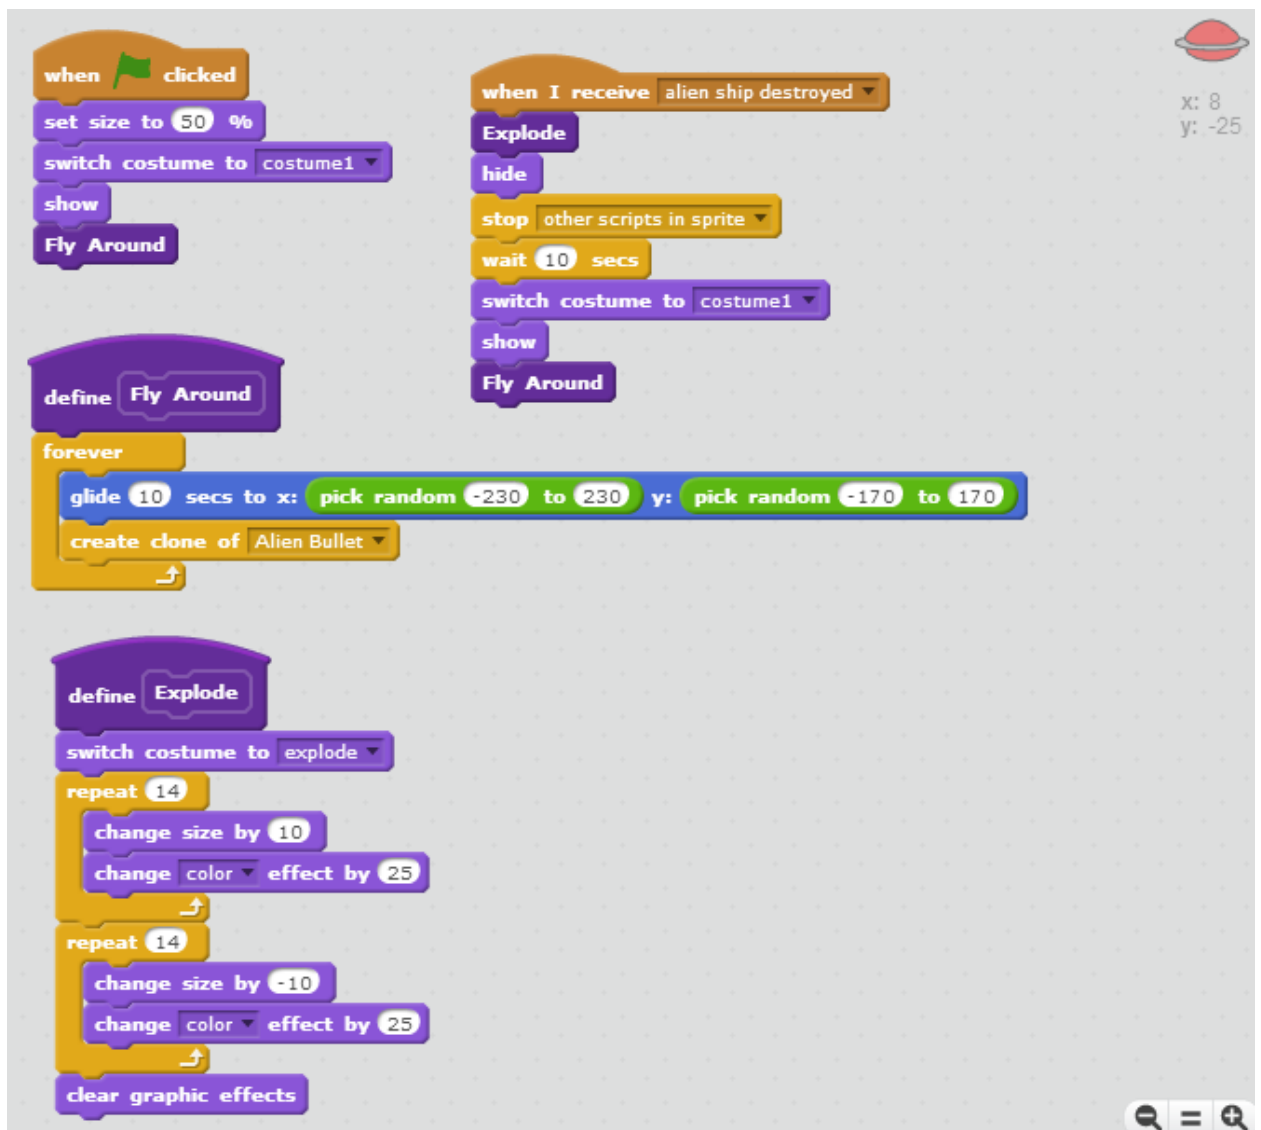 when clicked
set size to 50 %
switch costume to costume1
show
Fly Around
when I receive alien ship destroyed
Explode
hide
stop other scripts in sprite
wait 10 secs
switch costume to costume1
show
Fly Around
x: 8
y: -25
define Fly Around
forever
glide 10 secs to x: pick random -230 to 230 y: pick random -170 to 170
create clone of Alien Bullet
define Explode
switch costume to explode
repeat 14
change size by 10
change color effect by 25
repeat 14
change size by -10
change color effect by 25
clear graphic effects